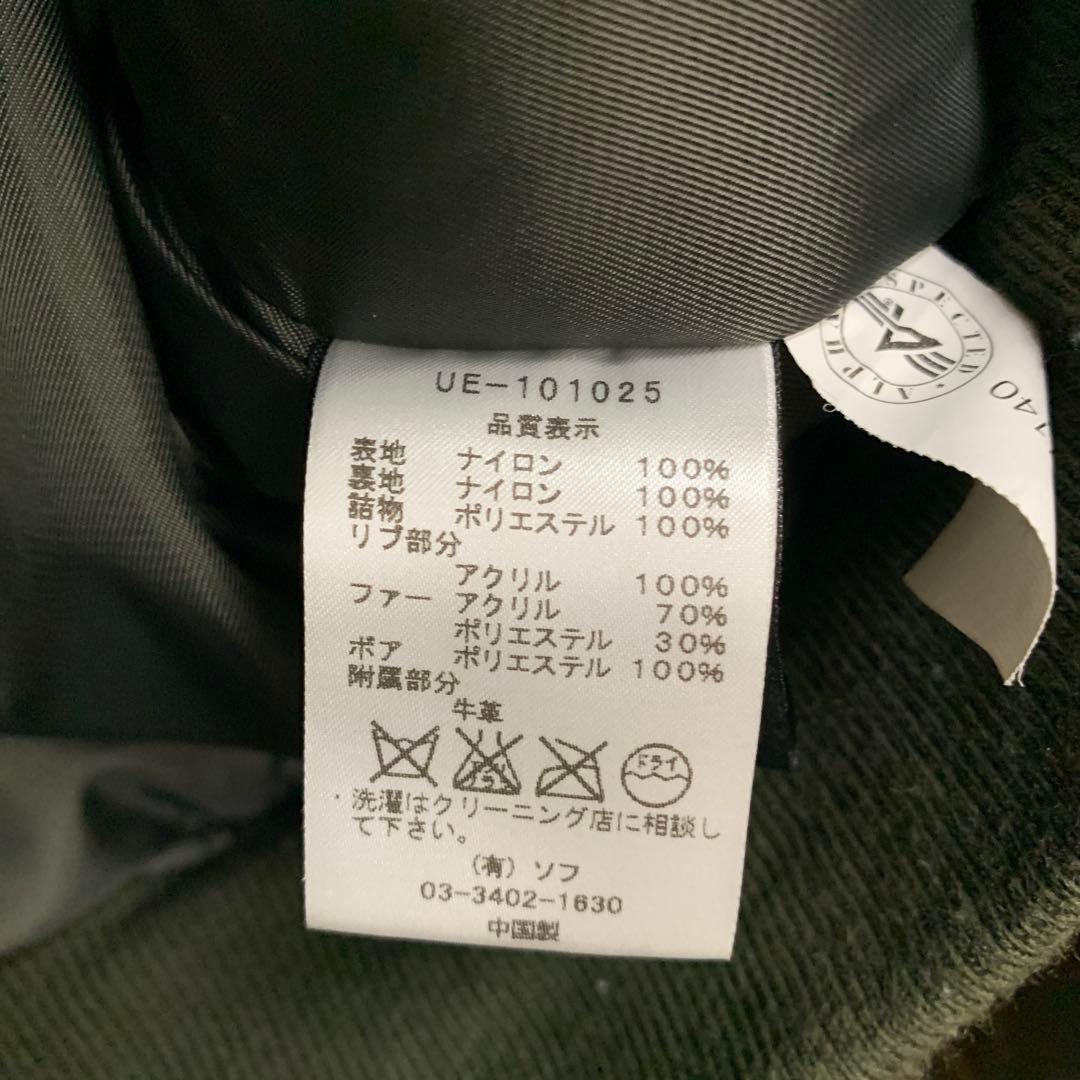 UE-101025
品質表示
表地 ナイロン 100%
裏地 ナイロン 100%
詰物 ポリエステル 100%
リブ部分
アクリル 100%
ファー アクリル 70%
ポリエステル 30%
ボア ポリエステル 100%
附属部分
牛革
ドライ
・洗濯はクリーニング店に相談し
て下さい。
(有) ソフ
03-3402-1630
中国製